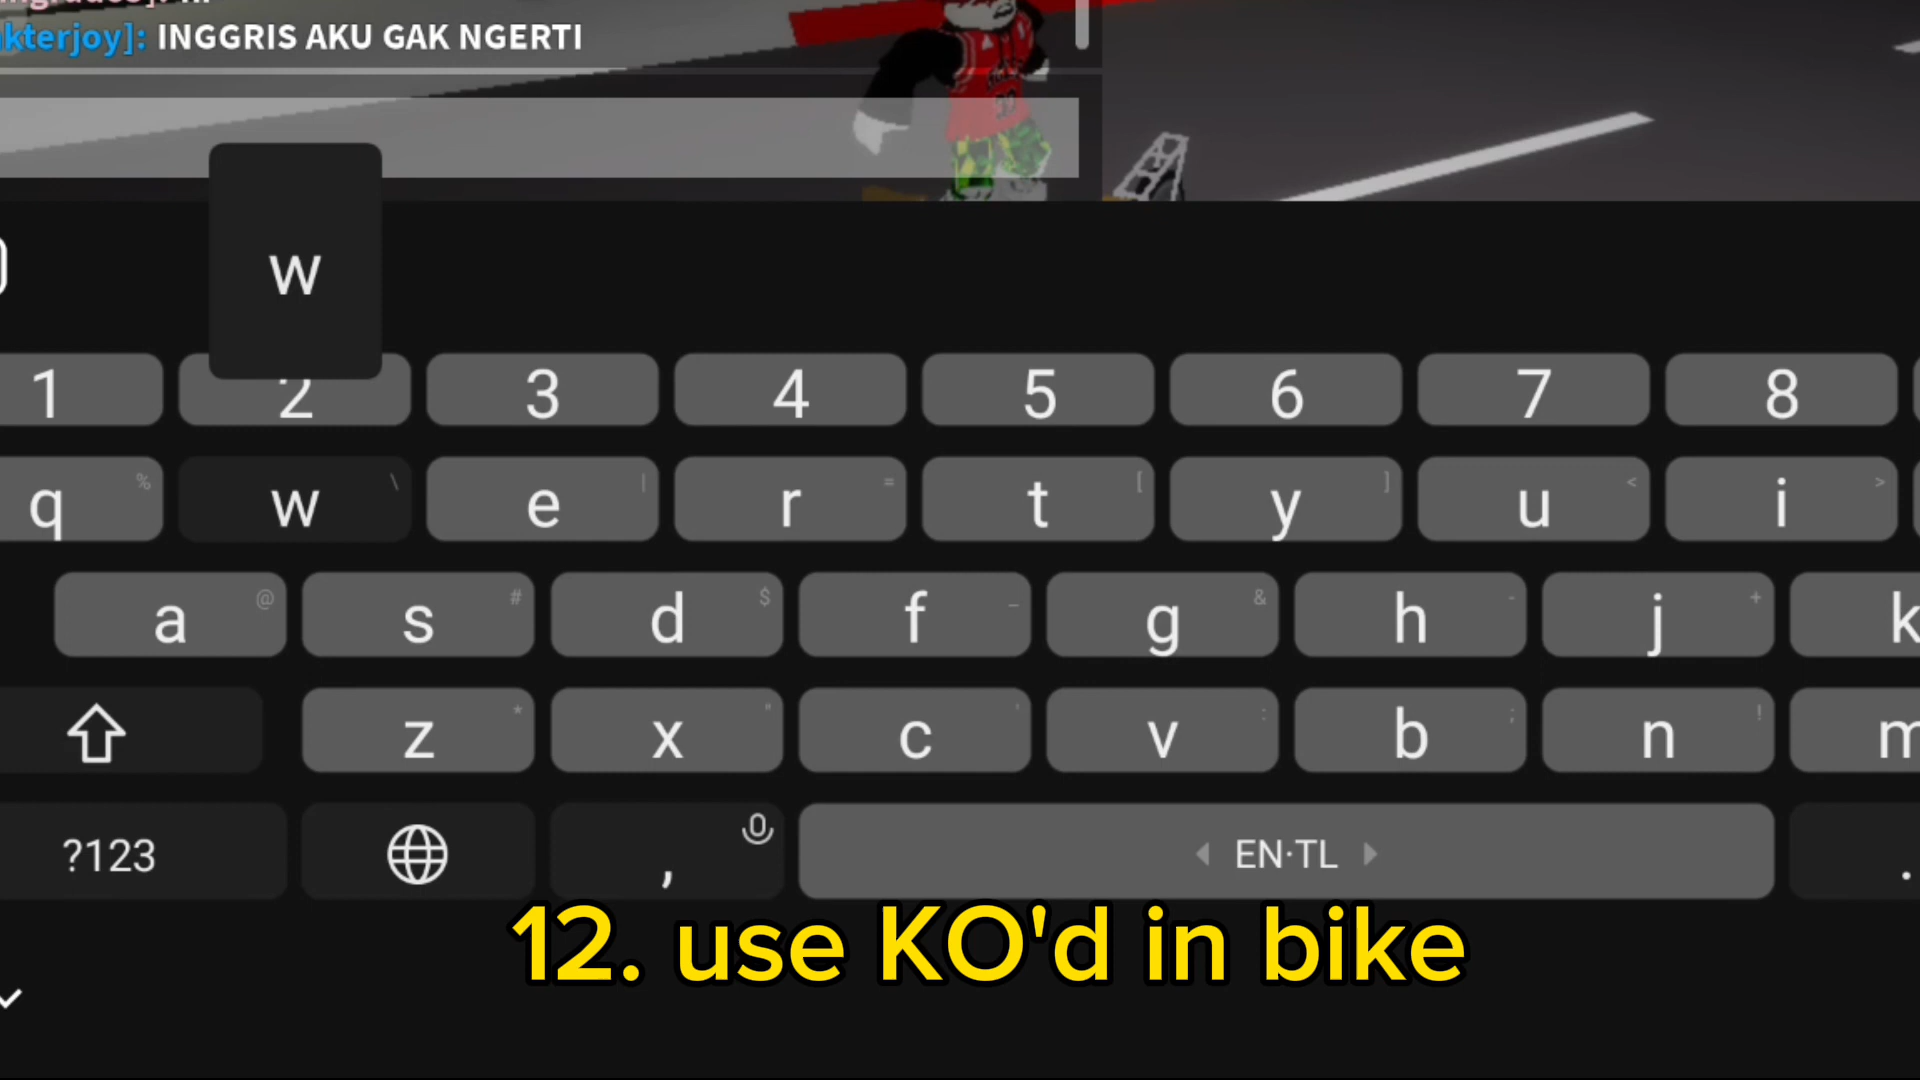 kterjoy]: INGGRIS AKU GAK NGERTI
w
1 2 3 4 5 6 7 8
q % w \ e | r = t [ y ] u < i >
a @ s # d $ f _ g & h - j + k
z * x " c ' v : b ; n ! m
?123 , EN·TL .
12. use KO'd in bike